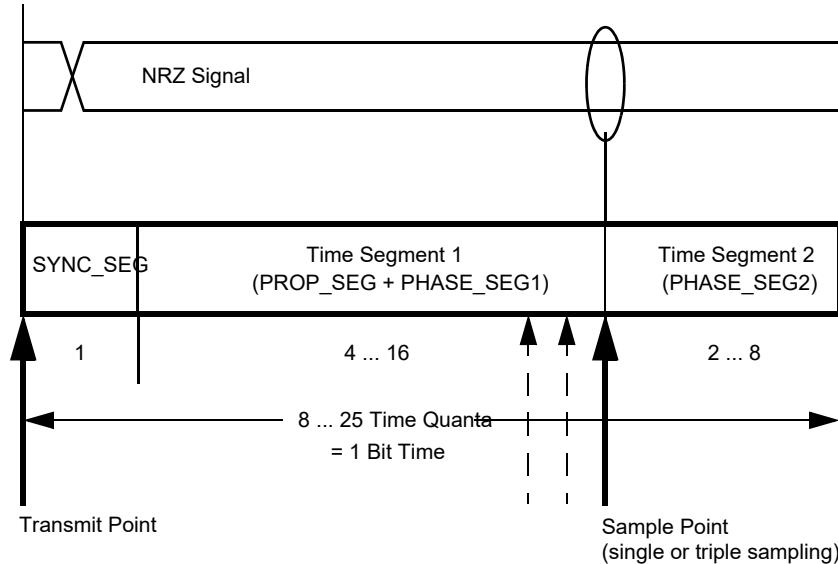 NRZ Signal
SYNC_SEG
Time Segment 1
(PROP_SEG + PHASE_SEG1)
Time Segment 2
(PHASE_SEG2)
1
4 ... 16
2 ... 8
8 ... 25 Time Quanta
= 1 Bit Time
Transmit Point
Sample Point
(single or triple sampling)